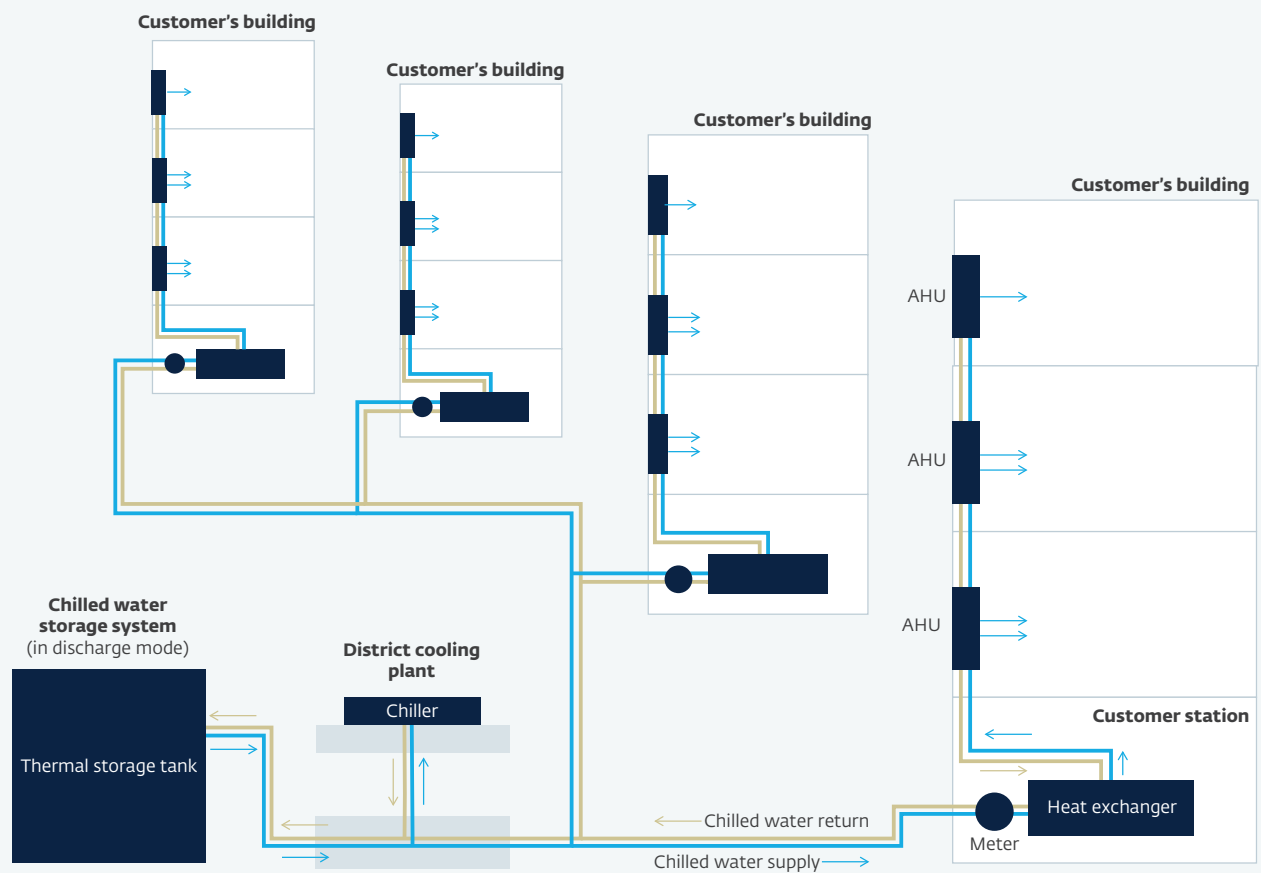 Customer’s building
Customer’s building
Customer’s building
Customer’s building
AHU
AHU
AHU
Chilled water
storage system
(in discharge mode)
Thermal storage tank
District cooling
plant
Chiller
Customer station
Heat exchanger
Meter
Chilled water return
Chilled water supply